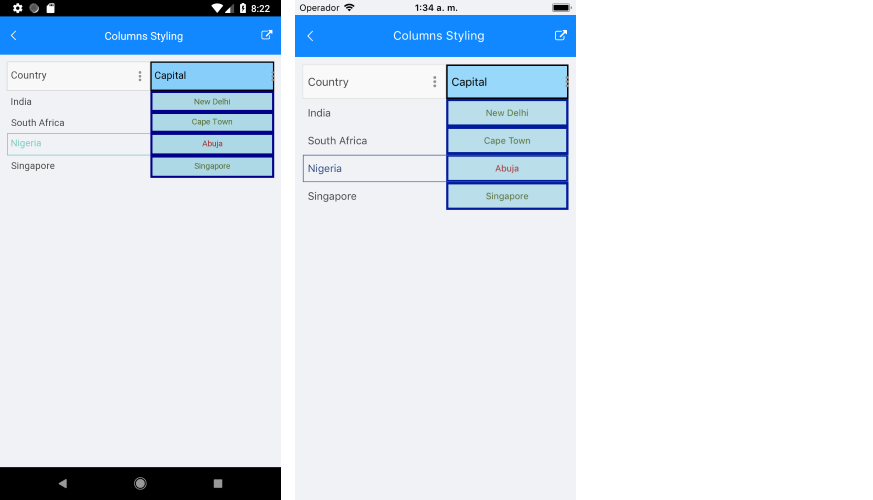 8:22
Columns Styling
Country Capital
India New Delhi
South Africa Cape Town
Nigeria Abuja
Singapore Singapore
Operador 1:34 a. m.
Columns Styling
Country Capital
India New Delhi
South Africa Cape Town
Nigeria Abuja
Singapore Singapore